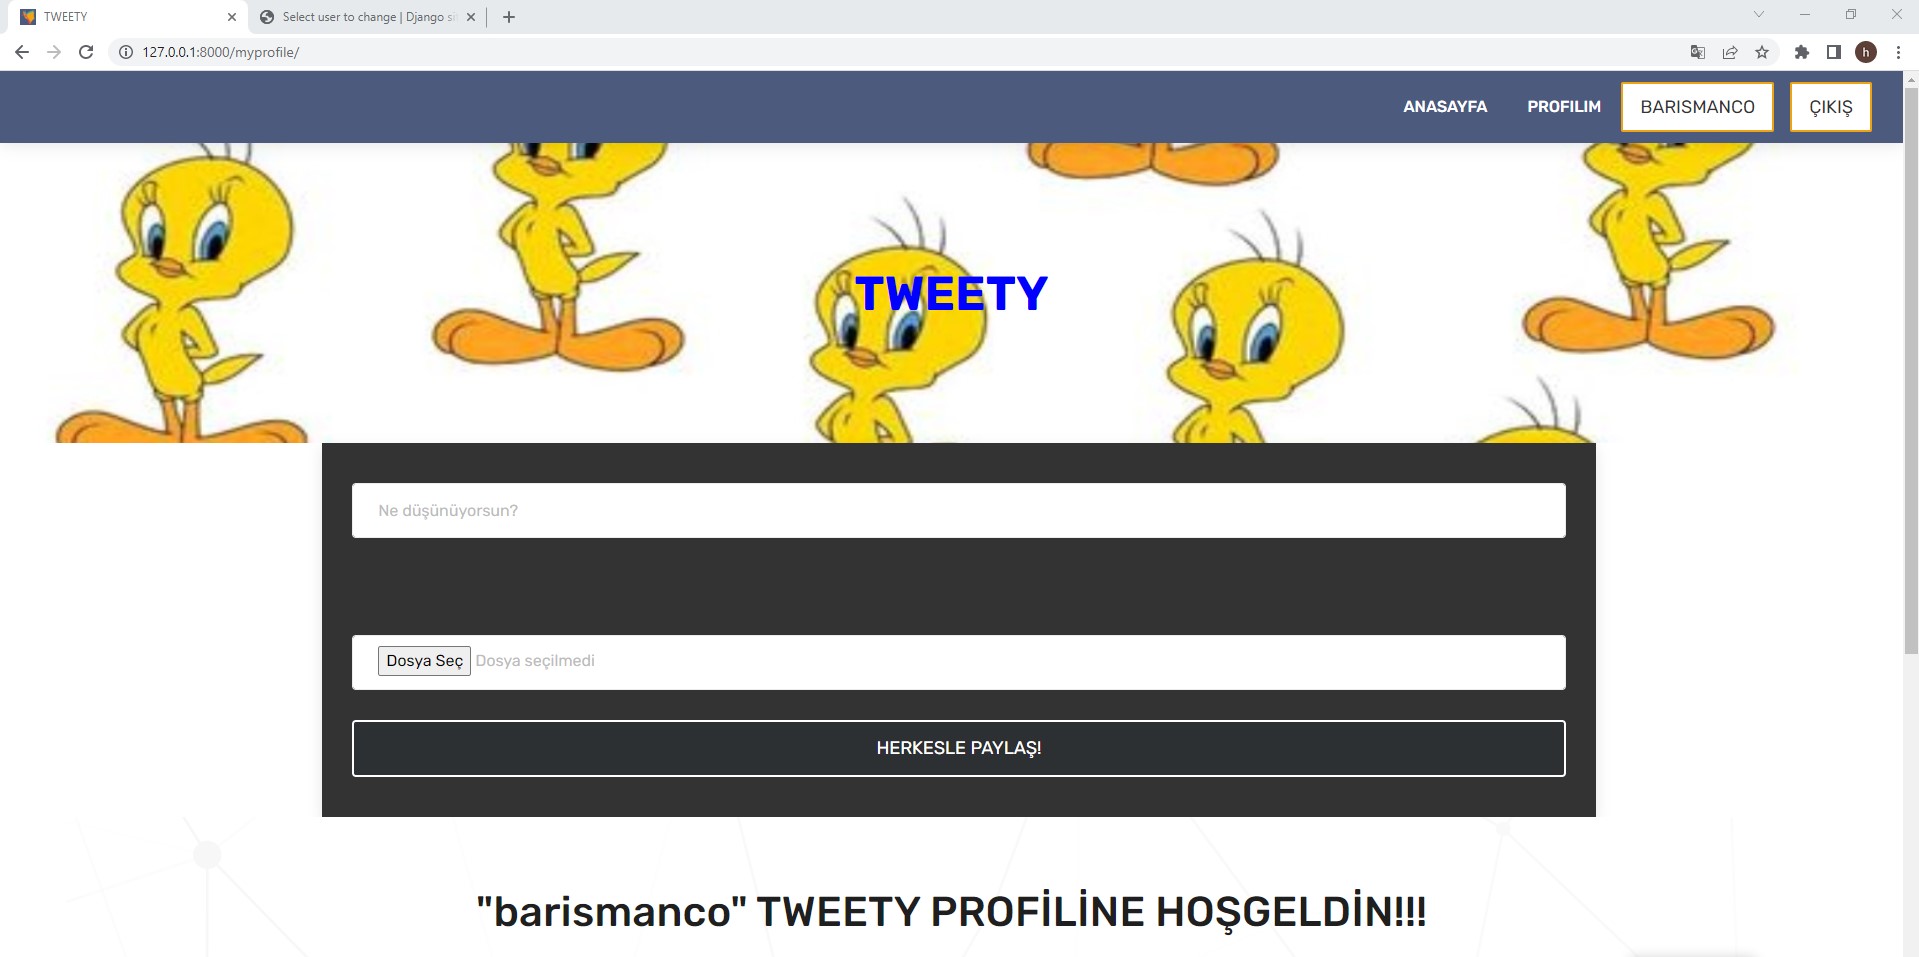 TWEETY
Select user to change | Django si
127.0.0.1:8000/myprofile/
h
ANASAYFA
PROFILIM
BARISMANCO
ÇIKIŞ
TWEETY
Ne düşünüyorsun?
Dosya Seç Dosya seçilmedi
HERKESLE PAYLAŞ!
"barismanco" TWEETY PROFİLİNE HOŞGELDİN!!!